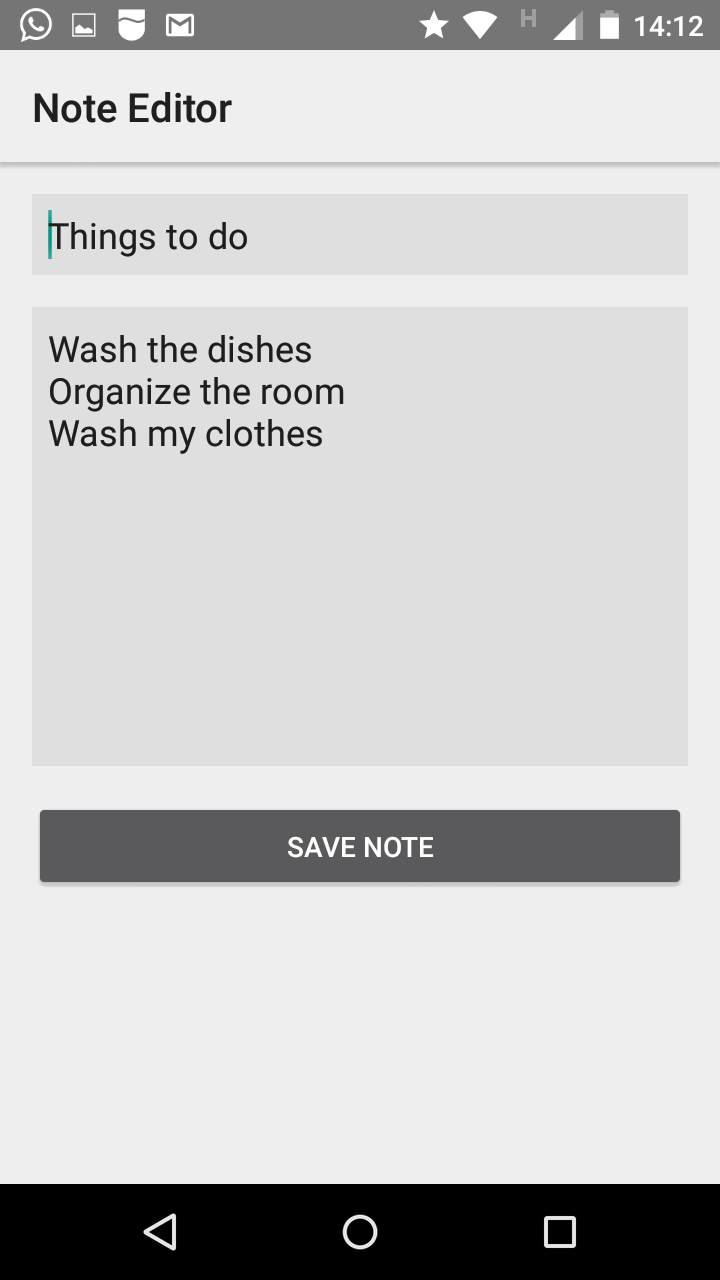 H 14:12
Note Editor
Things to do
Wash the dishes
Organize the room
Wash my clothes
SAVE NOTE